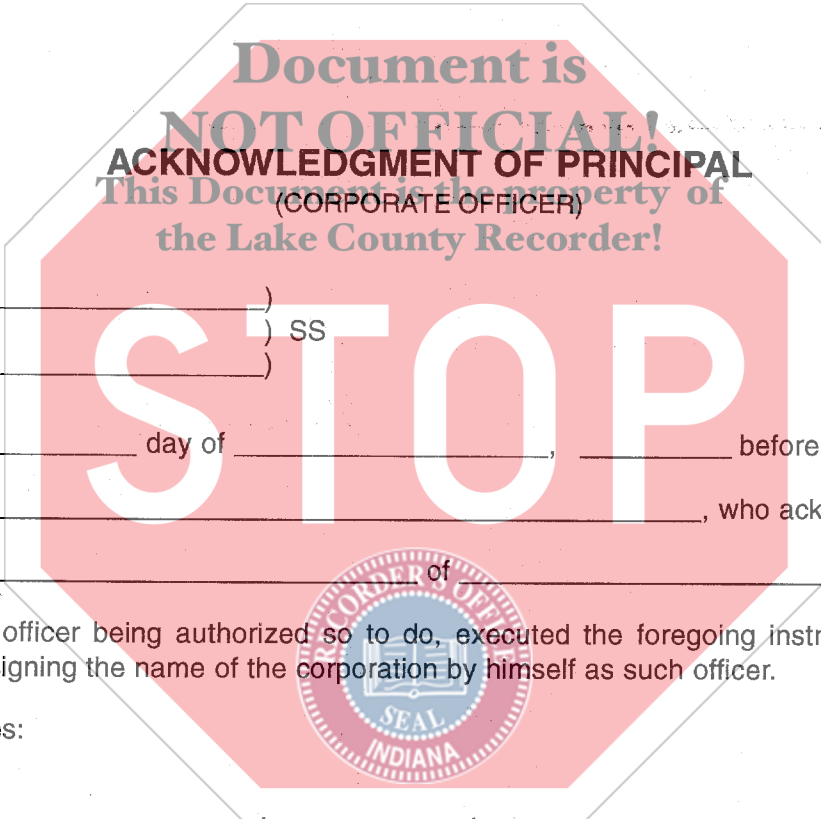 Document is
NOT OFFICIAL!
ACKNOWLEDGMENT OF PRINCIPAL
This Document is the property of
(CORPORATE OFFICER)
the Lake County Recorder!
)
) SS
)
STOP
day of , before
, who ack
of
officer being authorized so to do, executed the foregoing instr
igning the name of the corporation by himself as such officer.
es:
RECORDER'S OFFICE
SEAL
INDIANA